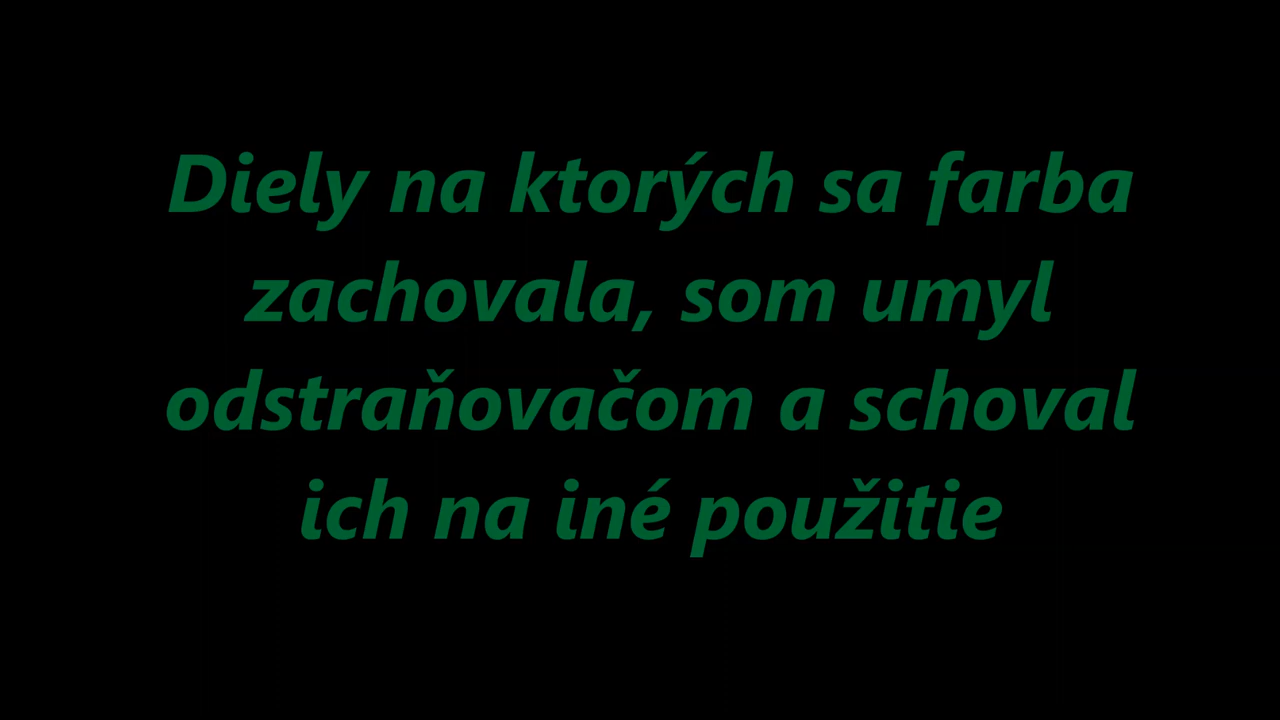 Diely na ktorých sa farba
zachovala, som umyl
odstraňovačom a schoval
ich na iné použitie